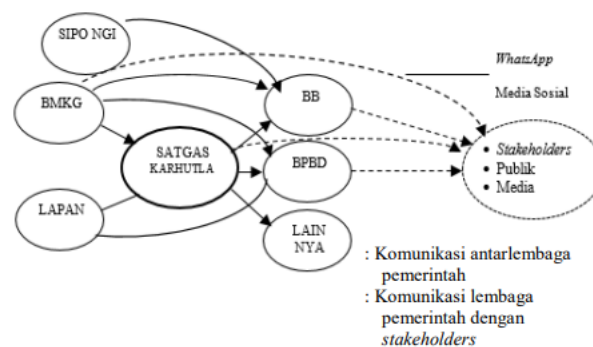 SIPO NGI
BMKG
LAPAN
SATGAS
KARHUTLA
BB
BPBD
LAIN
NYA
WhatsApp
Media Sosial
Stakeholders
• Publik
• Media
: Komunikasi antarlembaga
pemerintah
: Komunikasi lembaga
pemerintah dengan
stakeholders